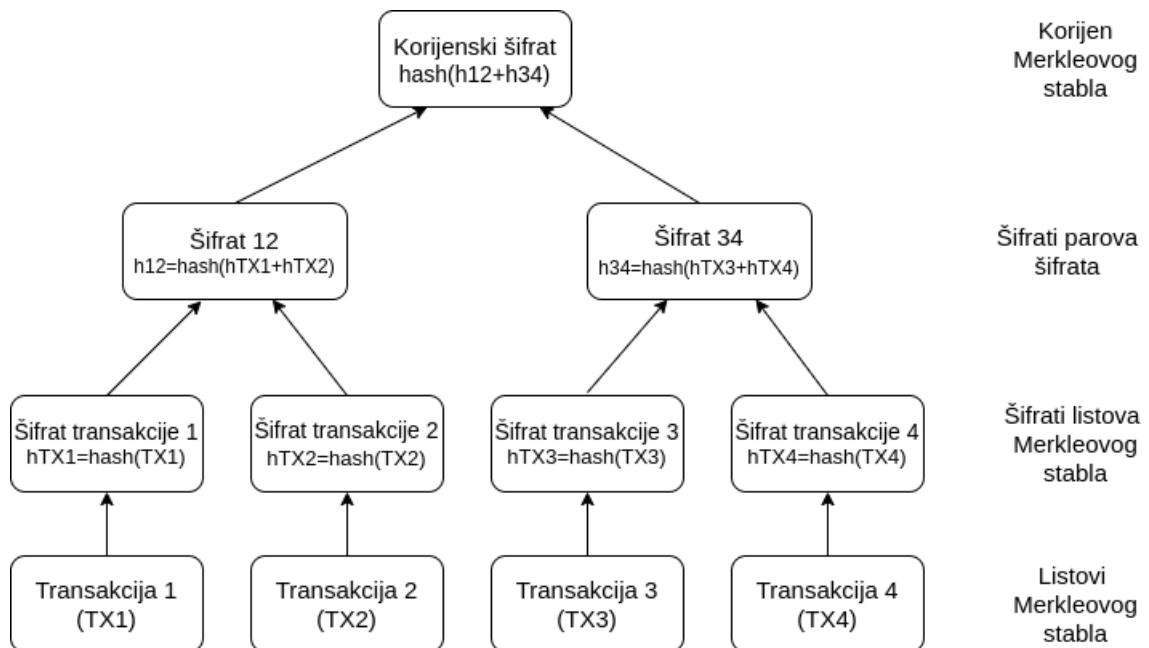 Korijenski šifrat
hash(h12+h34)
Korijen
Merkleovog
stabla
Šifrat 12
h12=hash(hTX1+hTX2)
Šifrat 34
h34=hash(hTX3+hTX4)
Šifrati parova
šifrata
Šifrat transakcije 1
hTX1=hash(TX1)
Šifrat transakcije 2
hTX2=hash(TX2)
Šifrat transakcije 3
hTX3=hash(TX3)
Šifrat transakcije 4
hTX4=hash(TX4)
Šifrati listova
Merkleovog
stabla
Transakcija 1
(TX1)
Transakcija 2
(TX2)
Transakcija 3
(TX3)
Transakcija 4
(TX4)
Listovi
Merkleovog
stabla